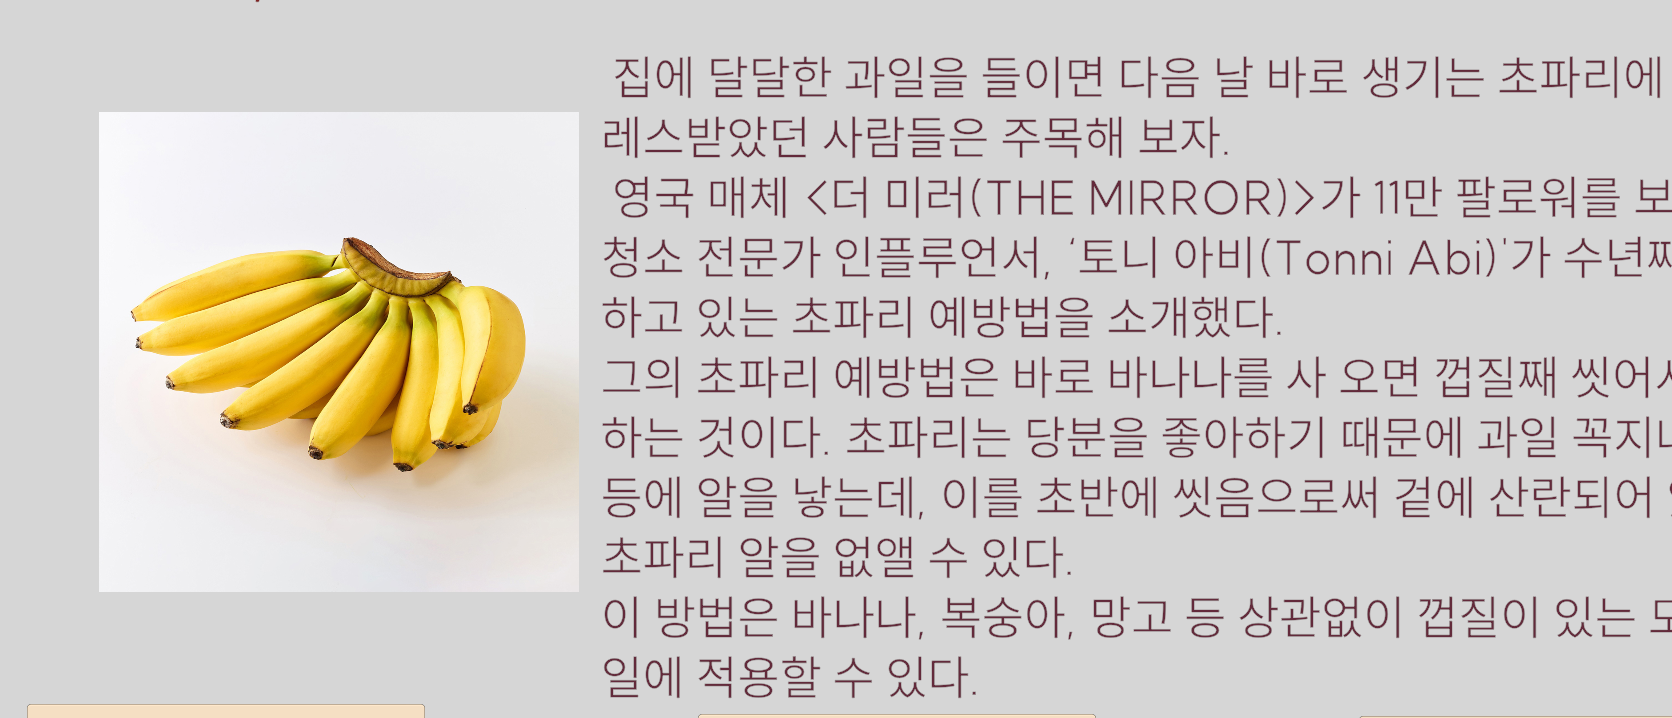 집에 달달한 과일을 들이면 다음 날 바로 생기는 초파리에
레스받았던 사람들은 주목해 보자.
영국 매체 <더 미러(THE MIRROR)>가 11만 팔로워를
청소 전문가 인플루언서, ‘토니 아비(Tonni Abi)'가
하고 있는 초파리 예방법을 소개했다.
그의 초파리 예방법은 바로 바나나를 사 오면 껍질째
하는 것이다. 초파리는 당분을 좋아하기 때문에 과일
등에 알을 낳는데, 이를 초반에 씻음으로써 겉에 산란되어
초파리 알을 없앨 수 있다.
이 방법은 바나나, 복숭아, 망고 등 상관없이 껍질이 있는
일에 적용할 수 있다.